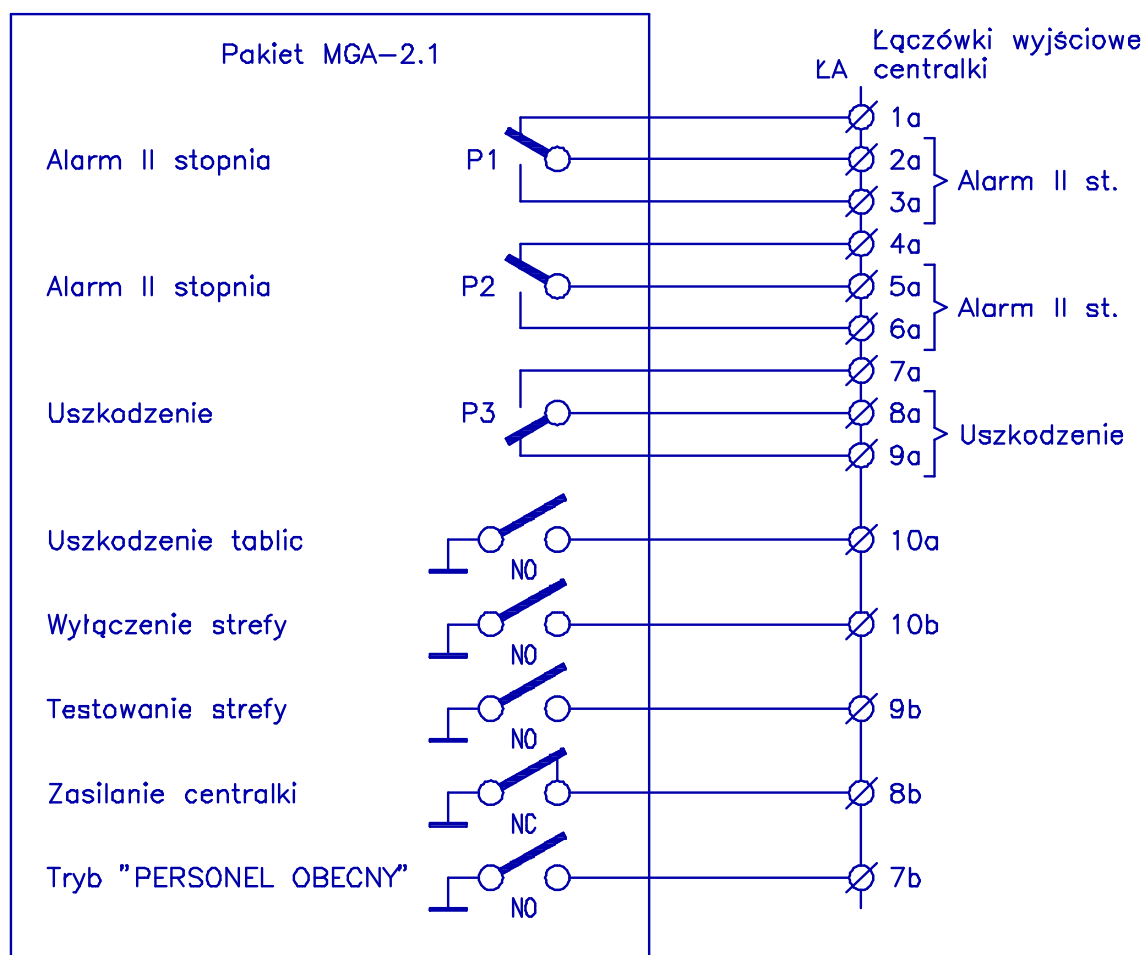 Pakiet MGA-2.1
Łączówki wyjściowe
ŁA centralki
1a
Alarm II stopnia P1 2a
Alarm II st.
3a
4a
Alarm II stopnia P2 5a
Alarm II st.
6a
7a
Uszkodzenie P3 8a
Uszkodzenie
9a
Uszkodzenie tablic 10a
NO
Wyłączenie strefy 10b
NO
Testowanie strefy 9b
NO
Zasilanie centralki 8b
NC
Tryb "PERSONEL OBECNY" 7b
NO